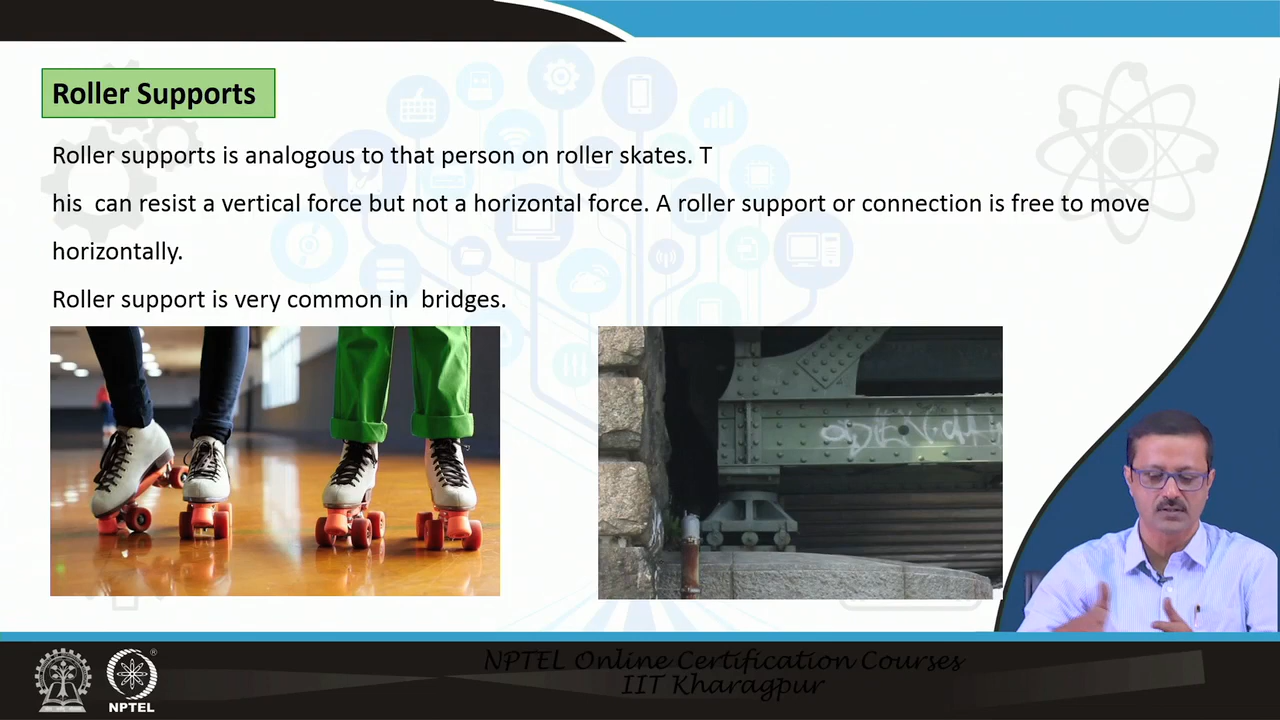 Roller Supports
Roller supports is analogous to that person on roller skates. T
his can resist a vertical force but not a horizontal force. A roller support or connection is free to move
horizontally.
Roller support is very common in bridges.
NPTEL Online Certification Courses
IIT Kharagpur
NPTEL